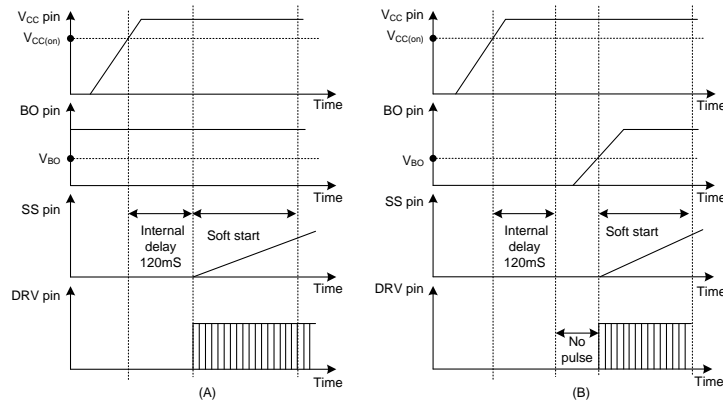 VCC pin
VCC(on)
Time
BO pin
VBO
Time
SS pin
Internal
delay
120mS
Soft start
Time
DRV pin
Time
(A)
VCC pin
VCC(on)
Time
BO pin
VBO
Time
SS pin
Internal
delay
120mS
Soft start
Time
DRV pin
No
pulse
Time
(B)